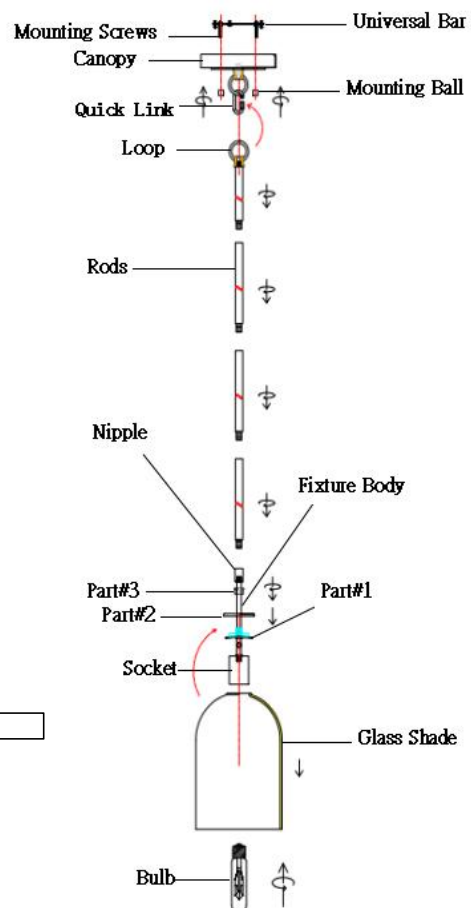 Universal Bar
Mounting Screws
Canopy
Mounting Ball
Quick Link
Loop
Rods
Nipple
Fixture Body
Part#3
Part#1
Part#2
Socket
Glass Shade
Bulb